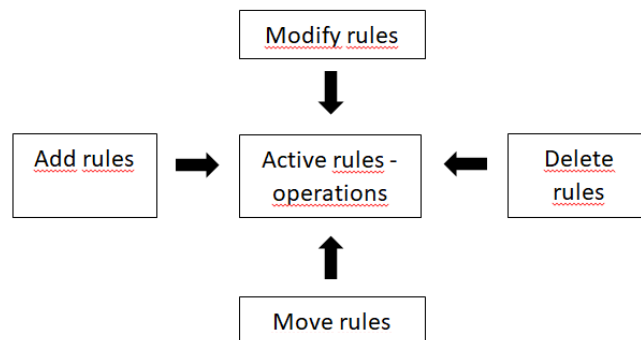 Modify rules
Add rules
Active rules -
operations
Delete
rules
Move rules